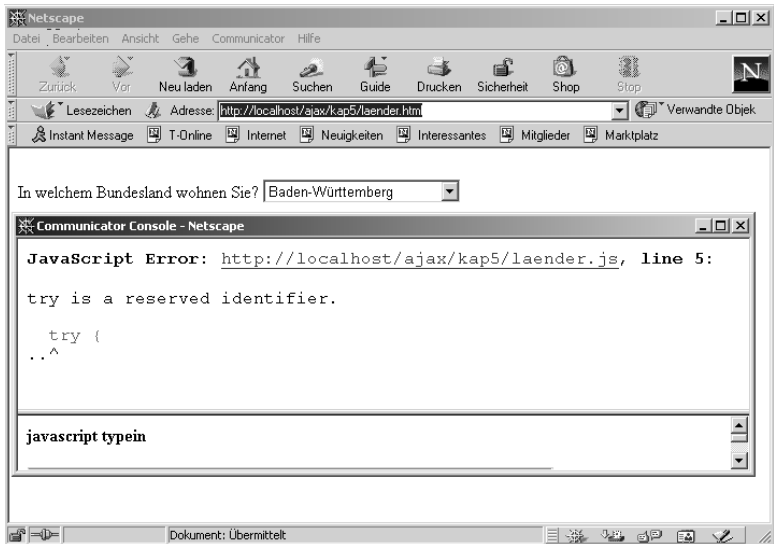 Netscape
Datei Bearbeiten Ansicht Gehe Communicator Hilfe
Zurück Vor Neu laden Anfang Suchen Guide Drucken Sicherheit Shop Stop
N
Lesezeichen Adresse: http://localhost/ajax/kap5/laender.htm Verwandte Objek
Instant Message T-Online Internet Neuigkeiten Interessantes Mitglieder Marktplatz
In welchem Bundesland wohnen Sie? Baden-Württemberg
Communicator Console - Netscape
JavaScript Error: http://localhost/ajax/kap5/laender.js, line 5:
try is a reserved identifier.
try {
..^
javascript typein
Dokument: Übermittelt